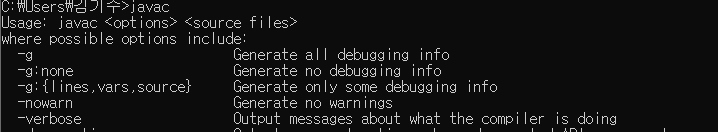 C:₩Users₩김기수>javac
Usage: javac <options> <source files>
where possible options include:
-g Generate all debugging info
-g:none Generate no debugging info
-g:{lines,vars,source} Generate only some debugging info
-nowarn Generate no warnings
-verbose Output messages about what the compiler is doing